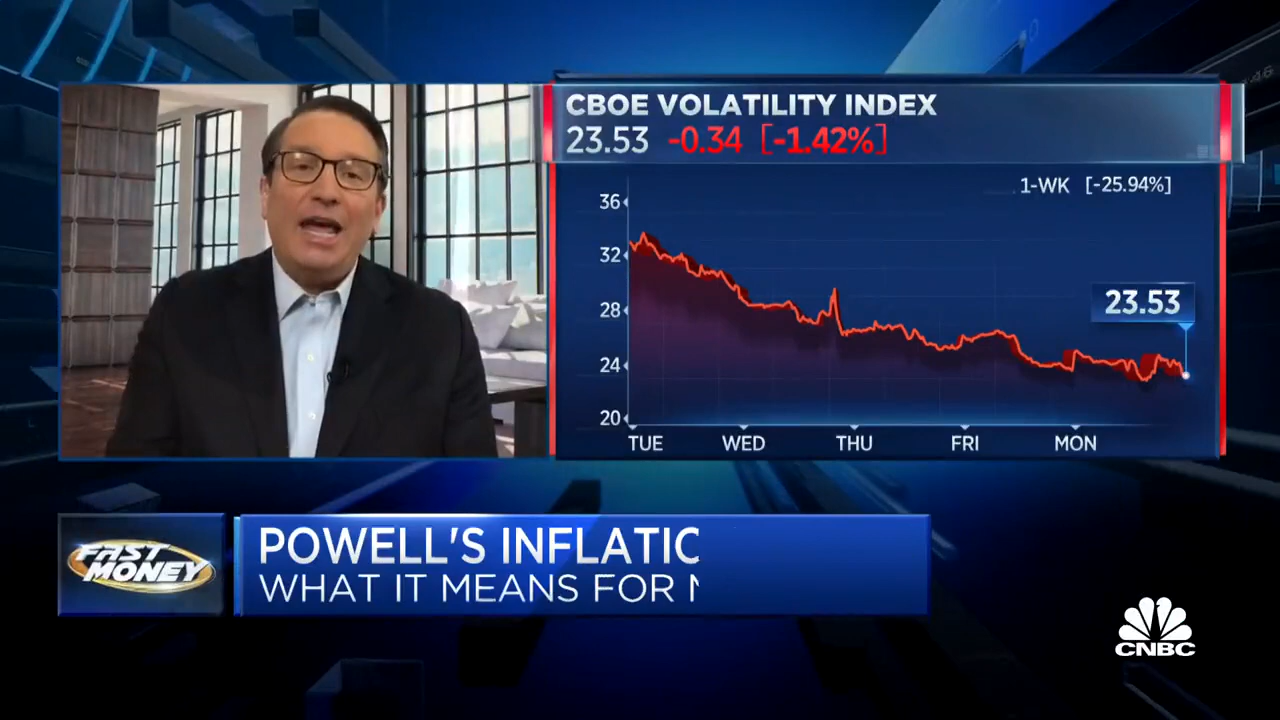 CBOE VOLATILITY INDEX
23.53 -0.34 [-1.42%]
1-WK [-25.94%]
36
32
28
24
20
23.53
TUE WED THU FRI MON
POWELL'S INFLATIC
WHAT IT MEANS FOR
FAST
MONEY
CNBC